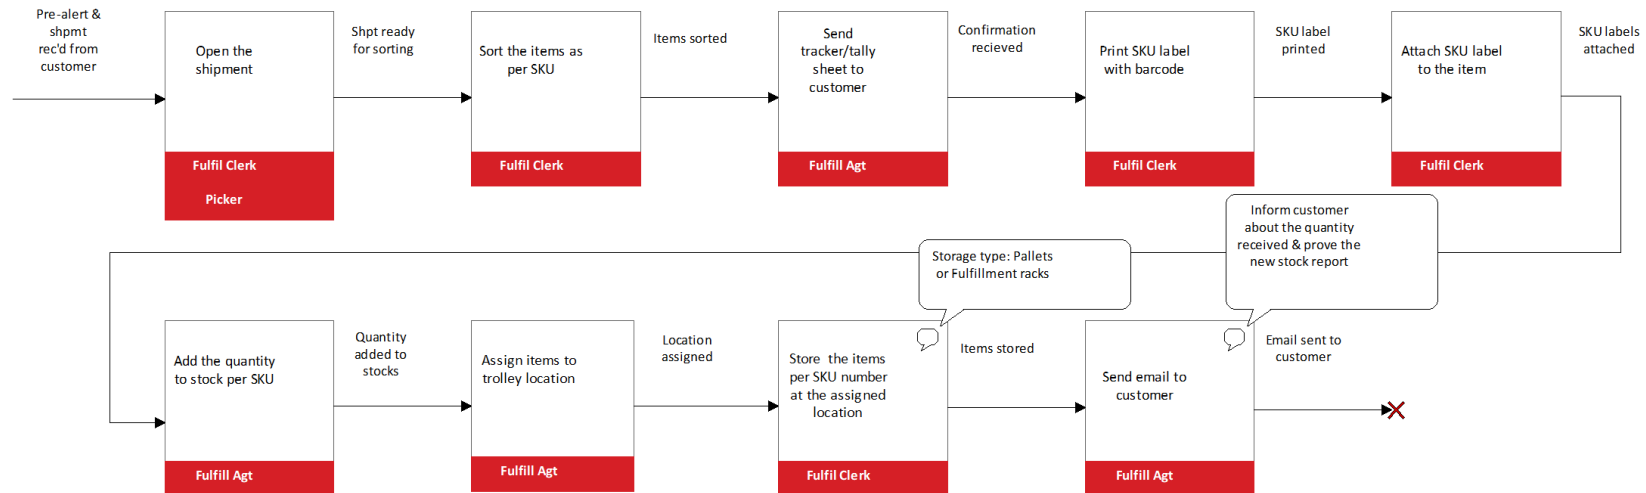 Pre-alert &
shpmt
rec'd from
customer
Open the
shipment
Fulfil Clerk
Picker
Shpt ready
for sorting
Sort the items as
per SKU
Fulfil Clerk
Items sorted
Send
tracker/tally
sheet to
customer
Fulfill Agt
Confirmation
recieved
Print SKU label
with barcode
Fulfil Clerk
SKU label
printed
Attach SKU label
to the item
Fulfil Clerk
SKU labels
attached
Add the quantity
to stock per SKU
Fulfill Agt
Quantity
added to
stocks
Assign items to
trolley location
Fulfill Agt
Location
assigned
Storage type: Pallets
or Fulfillment racks
Store the items
per SKU number
at the assigned
location
Fulfill Clerk
Items stored
Inform customer
about the quantity
received & prove the
new stock report
Send email to
customer
Fulfill Agt
Email sent to
customer